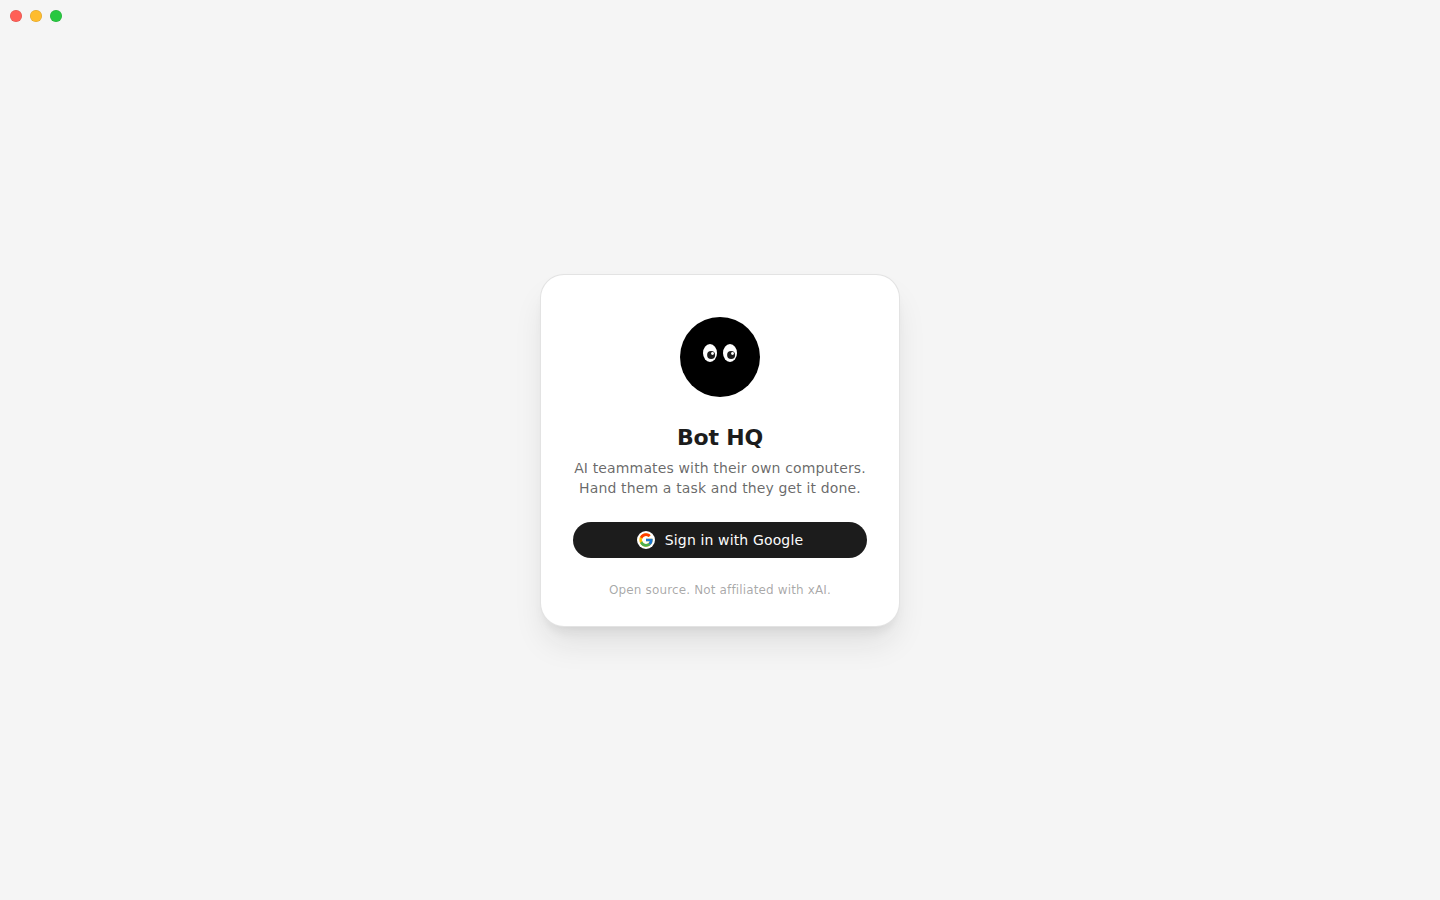 Bot HQ
AI teammates with their own computers.
Hand them a task and they get it done.
Sign in with Google
Open source. Not affiliated with xAI.